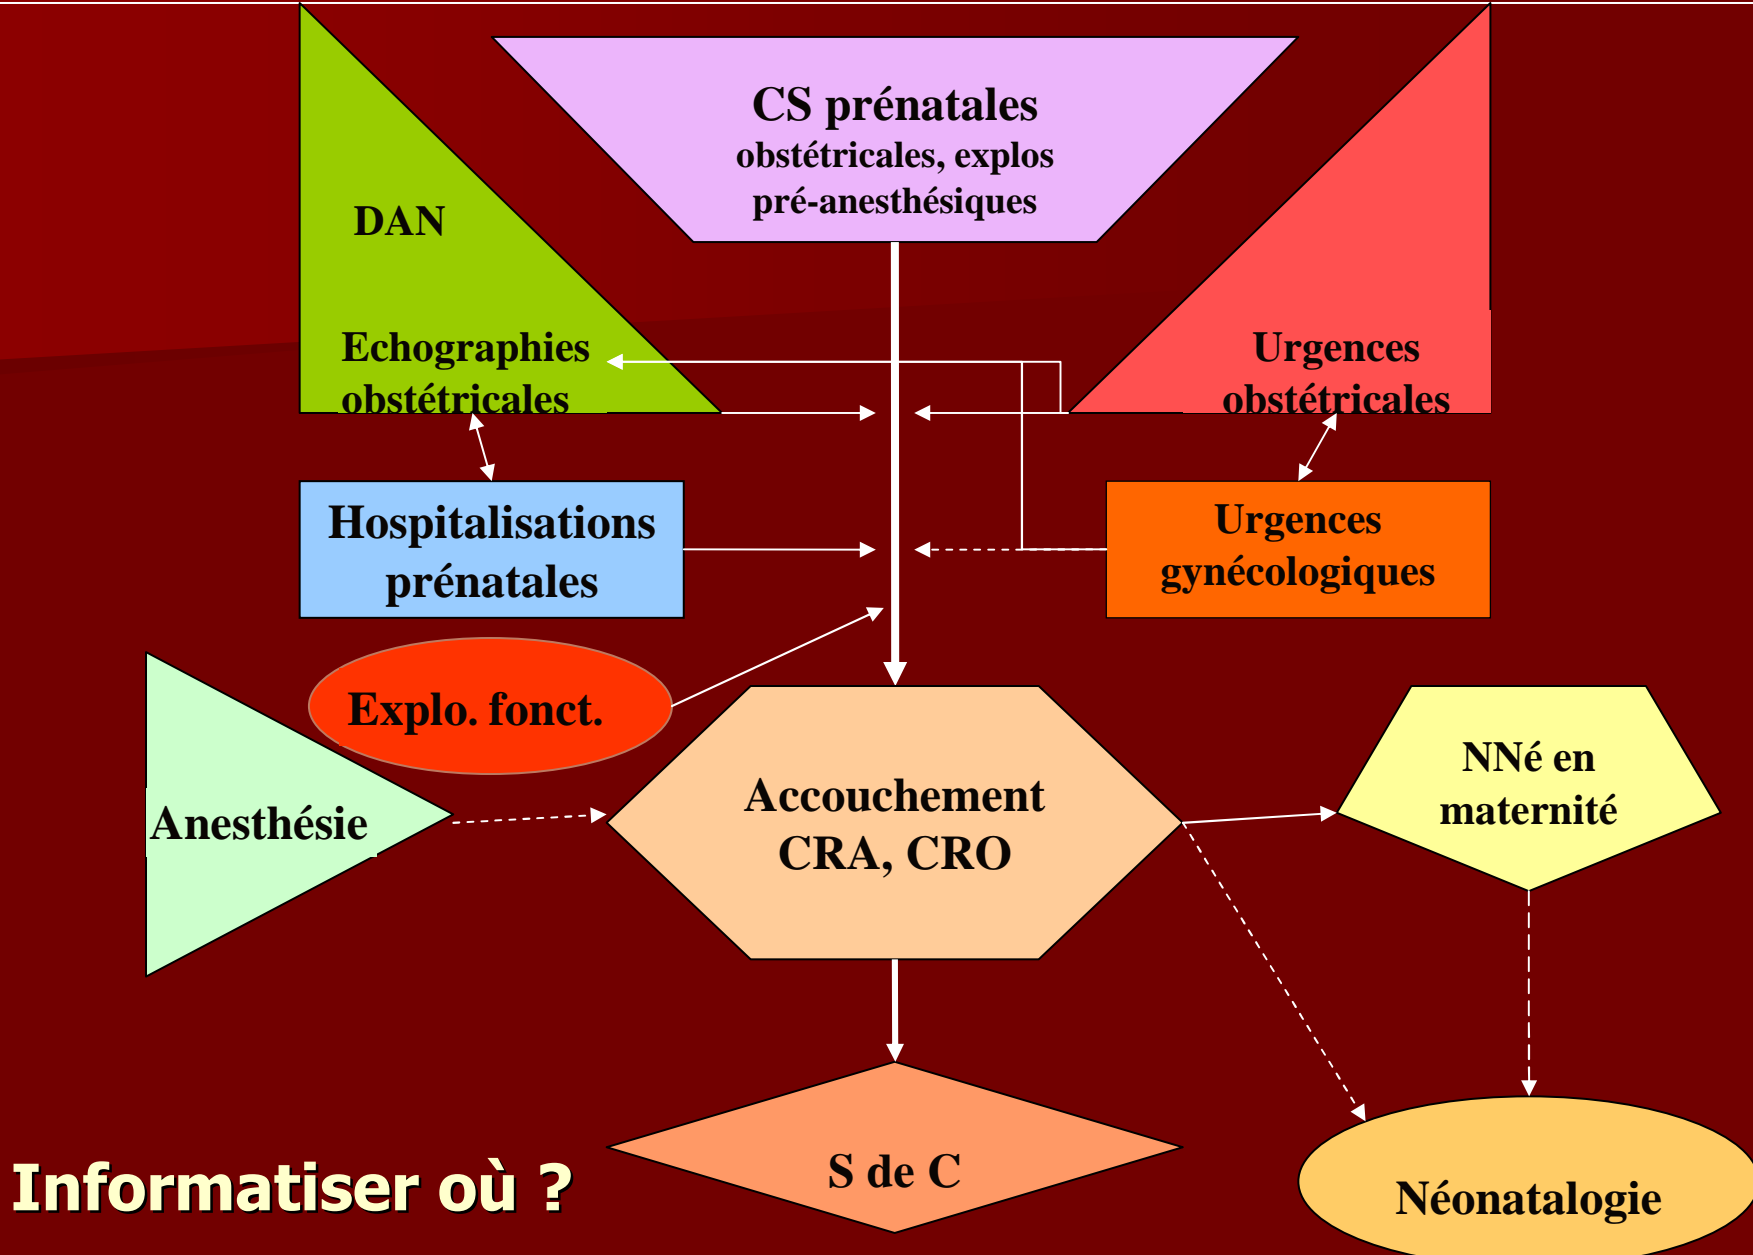 CS prénatales
obstétricales, explos
pré-anesthésiques
DAN
Echographies
obstétricales
Urgences
obstétricales
Hospitalisations
prénatales
Urgences
gynécologiques
Explo. fonct.
Anesthésie
Accouchement
CRA, CRO
NNé en
maternité
S de C
Néonatalogie
Informatiser où ?